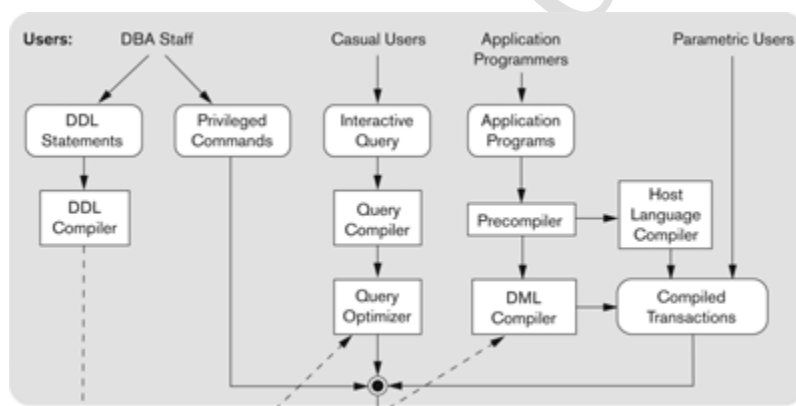 Users: DBA Staff Casual Users Application Parametric Users
Programmers
DDL Privileged Interactive Application
Statements Commands Query Programs
DDL Query Precompiler Host
Compiler Compiler Language
Compiler
Query DML Compiled
Optimizer Compiler Transactions